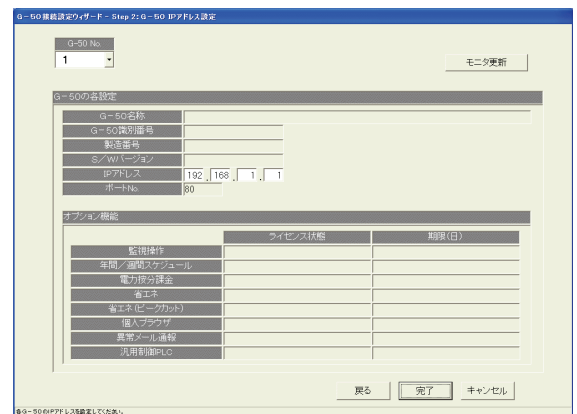 G-50接続設定ウィザード - Step 2:G-50 IPアドレス設定
G-50 No.
1
モニタ更新
G-50の各設定
G-50名称
G-50識別番号
製造番号
S/Wバージョン
IPアドレス 192 . 168 . 1 . 1
ポートNo. 80
オプション機能
ライセンス状態 期限(日)
監視操作
年間/週間スケジュール
電力按分課金
省エネ
省エネ(ピークカット)
個人ブラウザ
異常メール通報
汎用制御PLC
戻る 完了 キャンセル
各G-50のIPアドレスを設定してください。